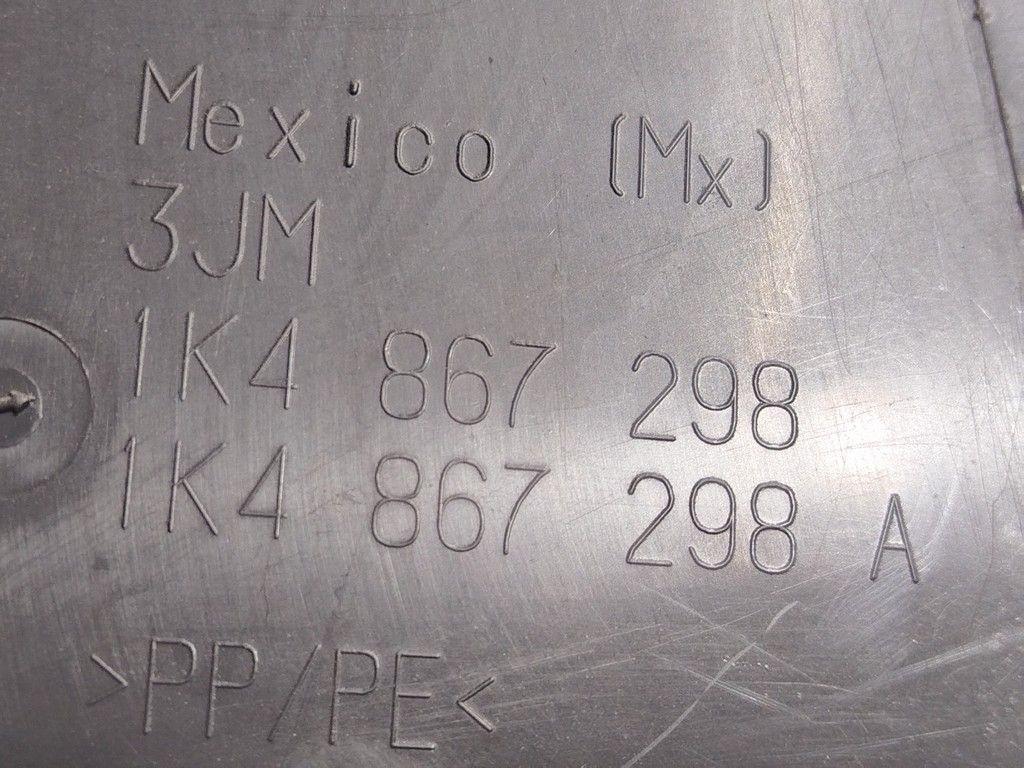 Mexico (Mx)
3JM
1K4 867 298
1K4 867 298 A
>PP/PE<